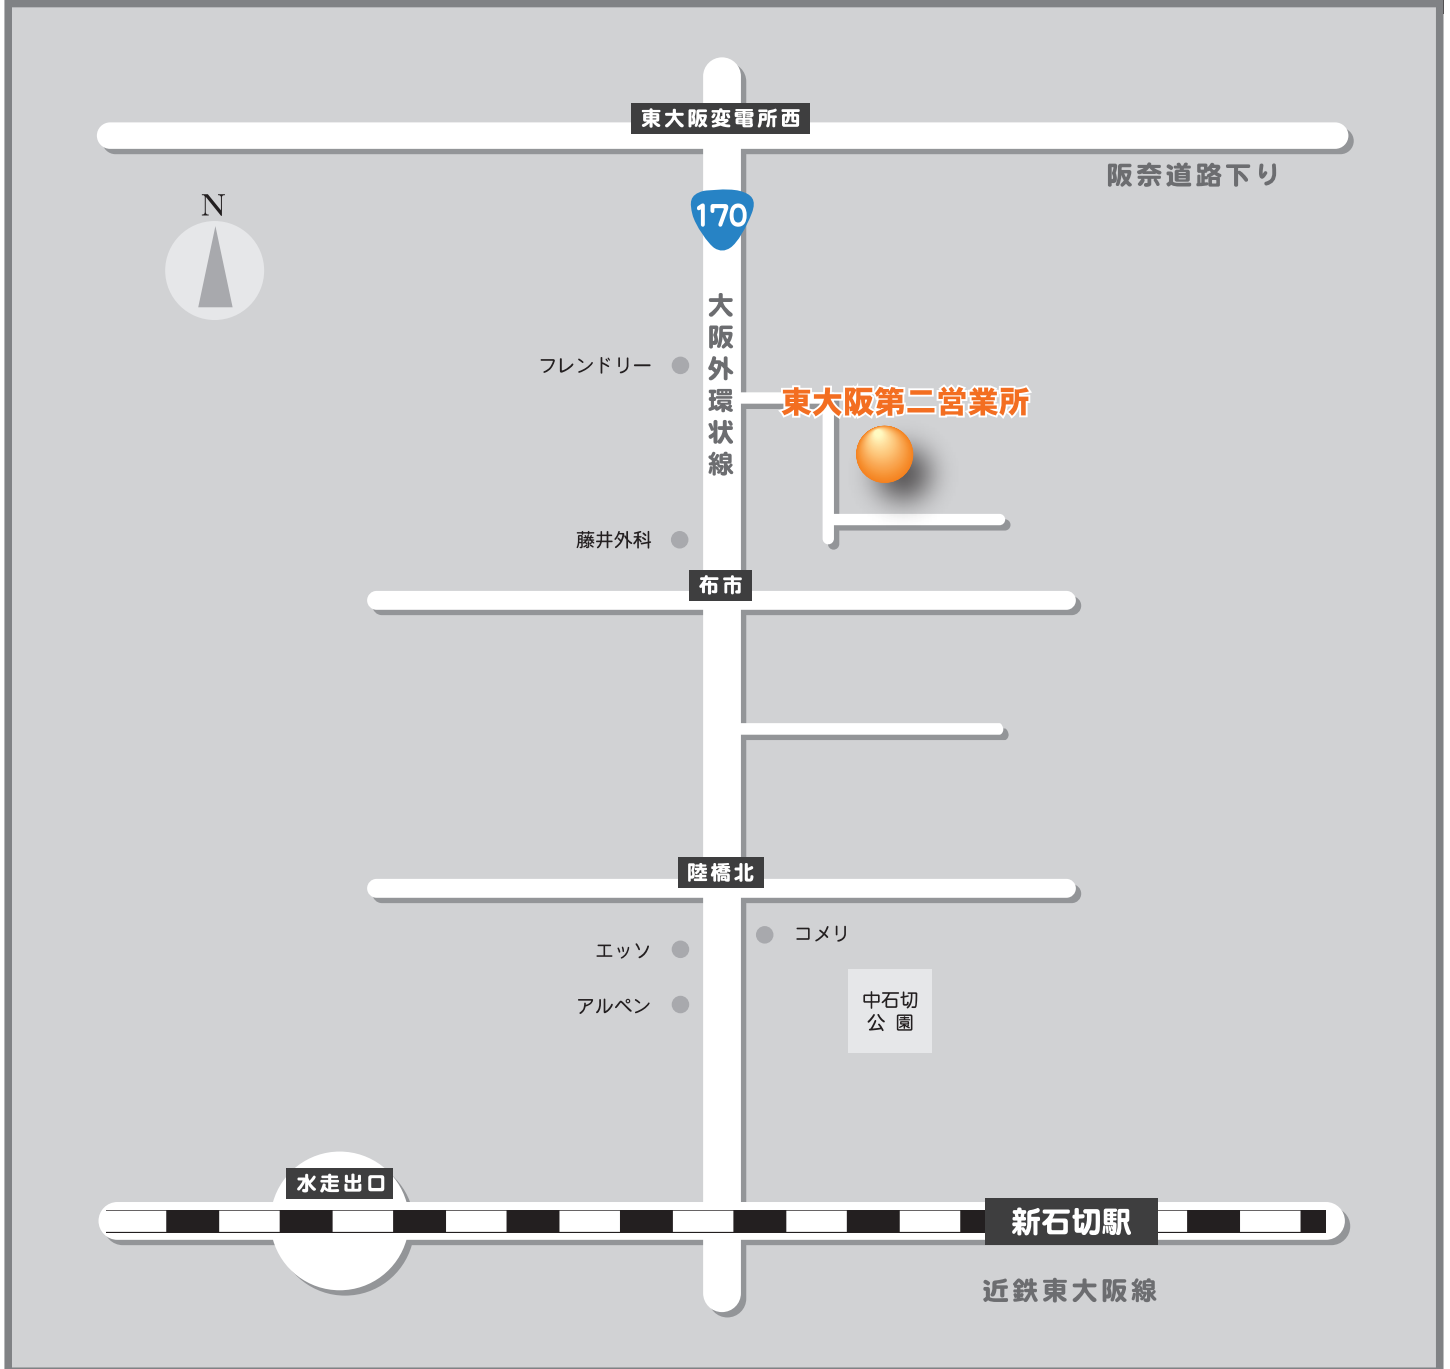 東大阪変電所西
阪奈道路下り
N
170
大阪外環状線
フレンドリー
東大阪第二営業所
藤井外科
布市
陸橋北
コメリ
エッソ
アルペン
中石切
公園
水走出口
新石切駅
近鉄東大阪線